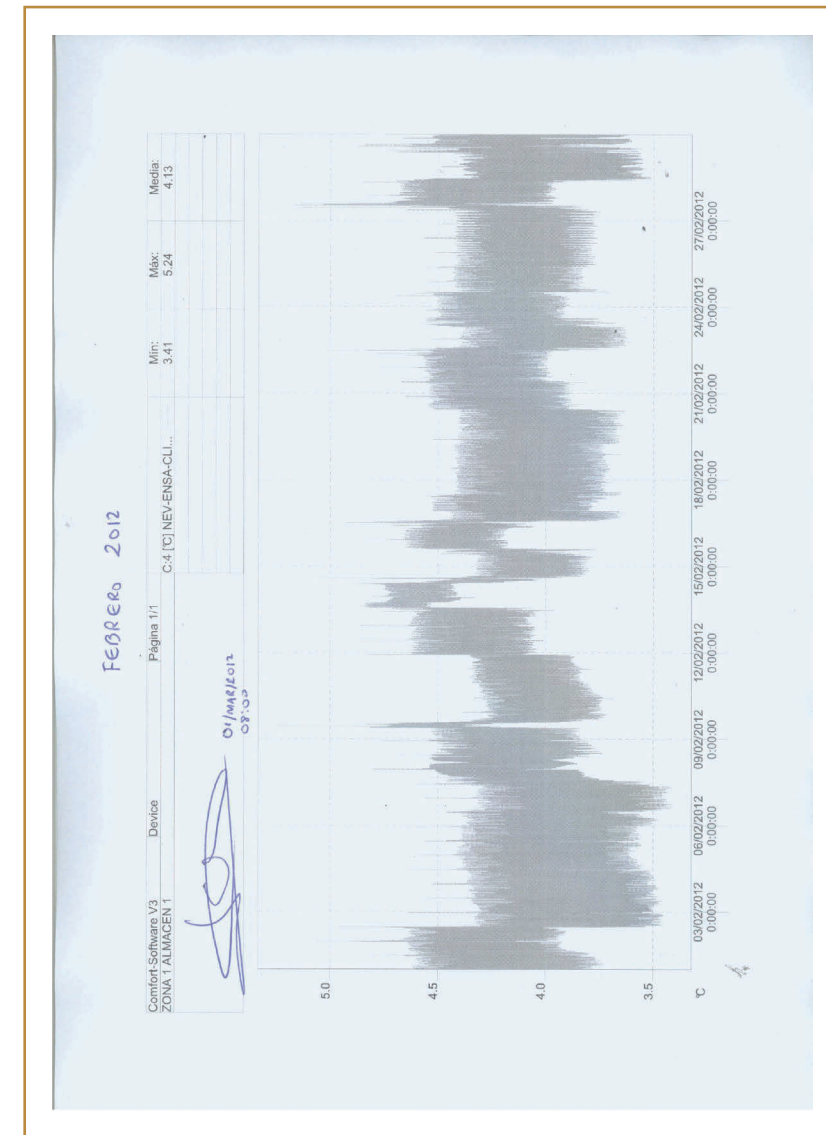 FEBRERO 2012
Comfort-Software V3 Device Página 1/1 Mín: Máx: Media:
ZONA 1 ALMACEN 1 C:4 [°C] NEV-ENSA-CLI... 3.41 5.24 4.13
01/MAR/2012
08:00
5.0
4.5
4.0
3.5
°C
03/02/2012 06/02/2012 09/02/2012 12/02/2012 15/02/2012 18/02/2012 21/02/2012 24/02/2012 27/02/2012
0:00:00 0:00:00 0:00:00 0:00:00 0:00:00 0:00:00 0:00:00 0:00:00 0:00:00